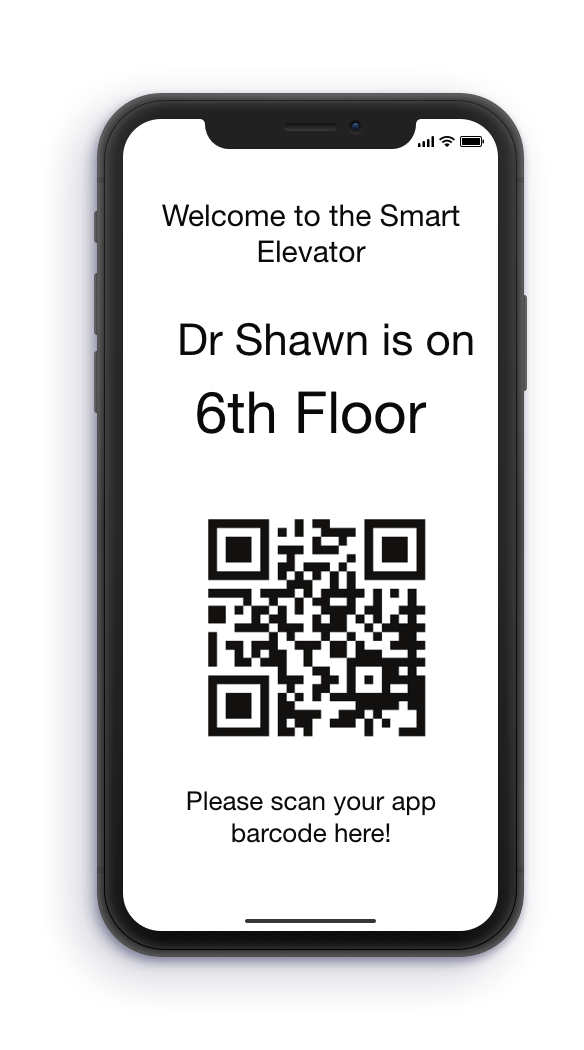 Welcome to the Smart
Elevator
Dr Shawn is on
6th Floor
Please scan your app
barcode here!